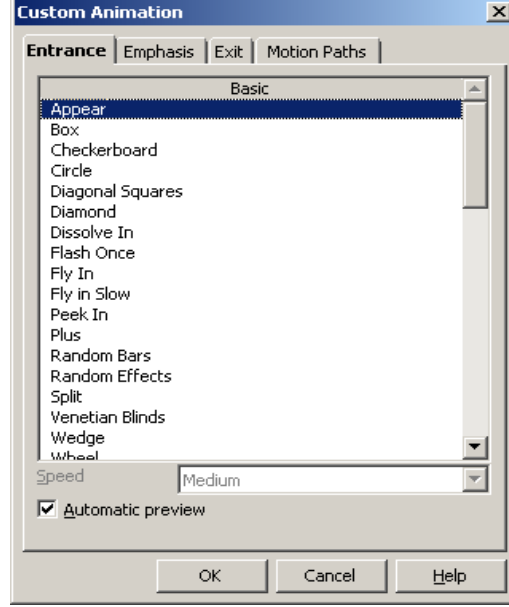 Custom Animation
Entrance Emphasis Exit Motion Paths
Basic
Appear
Box
Checkerboard
Circle
Diagonal Squares
Diamond
Dissolve In
Flash Once
Fly In
Fly in Slow
Peek In
Plus
Random Bars
Random Effects
Split
Venetian Blinds
Wedge
Wheel
Speed Medium
Automatic preview
OK Cancel Help